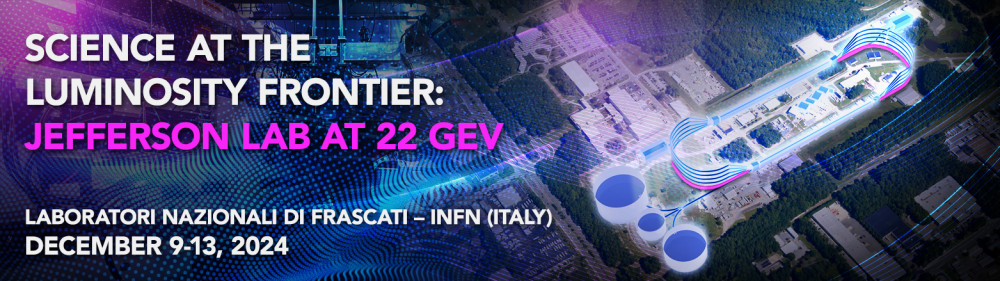 SCIENCE AT THE
LUMINOSITY FRONTIER:
JEFFERSON LAB AT 22 GEV
LABORATORI NAZIONALI DI FRASCATI – INFN (ITALY)
DECEMBER 9-13, 2024